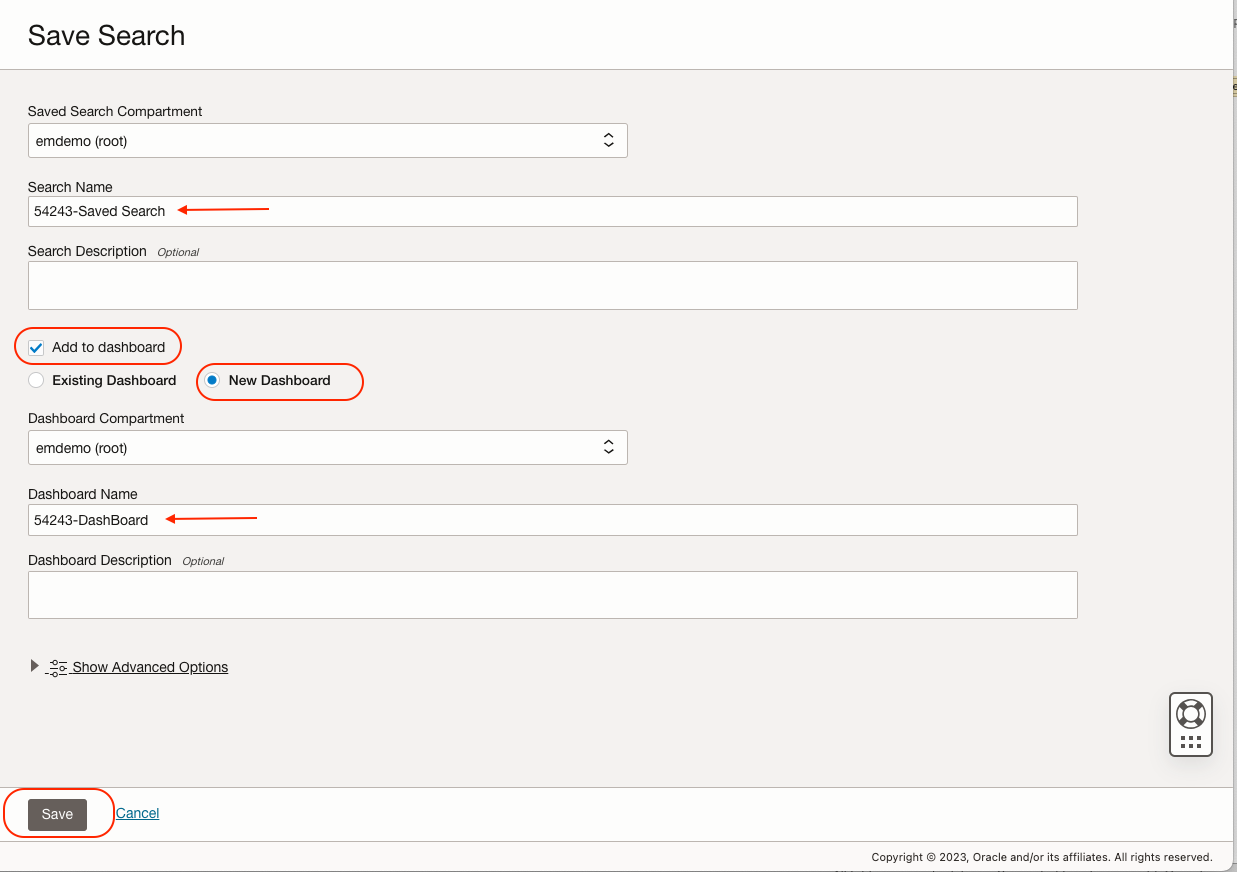 Save Search
Saved Search Compartment
emdemo (root)
Search Name
54243-Saved Search
Search Description Optional
Add to dashboard
Existing Dashboard New Dashboard
Dashboard Compartment
emdemo (root)
Dashboard Name
54243-DashBoard
Dashboard Description Optional
Show Advanced Options
Save Cancel
Copyright © 2023, Oracle and/or its affiliates. All rights reserved.